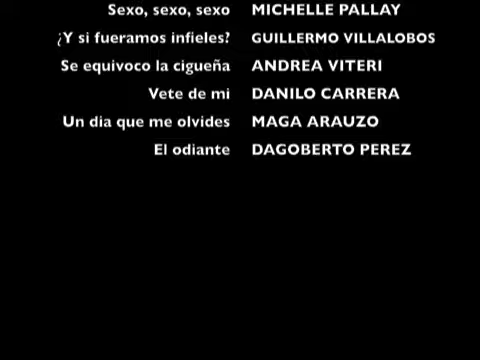 Sexo, sexo, sexo MICHELLE PALLAY
¿Y si fueramos infieles? GUILLERMO VILLALOBOS
Se equivoco la cigueña ANDREA VITERI
Vete de mi DANILO CARRERA
Un dia que me olvides MAGA ARAUZO
El odiante DAGOBERTO PEREZ